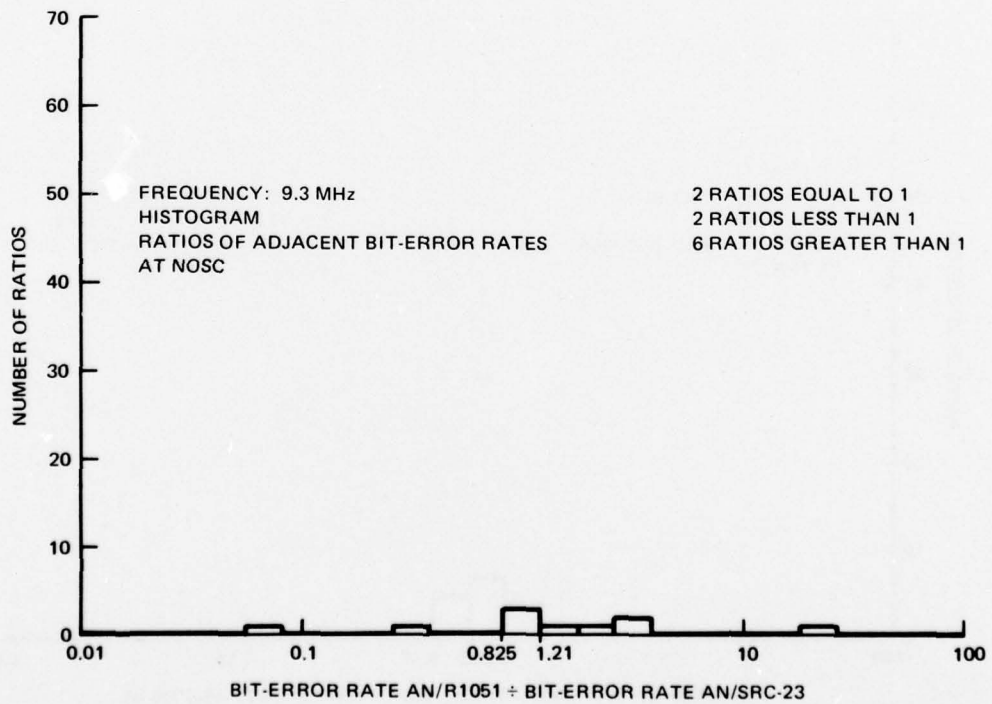 70
60
50
40
30
20
10
0
NUMBER OF RATIOS
FREQUENCY: 9.3 MHz
HISTOGRAM
RATIOS OF ADJACENT BIT-ERROR RATES
AT NOSC
2 RATIOS EQUAL TO 1
2 RATIOS LESS THAN 1
6 RATIOS GREATER THAN 1
0.01 0.1 0.825 1.21 10 100
BIT-ERROR RATE AN/R1051 ÷ BIT-ERROR RATE AN/SRC-23